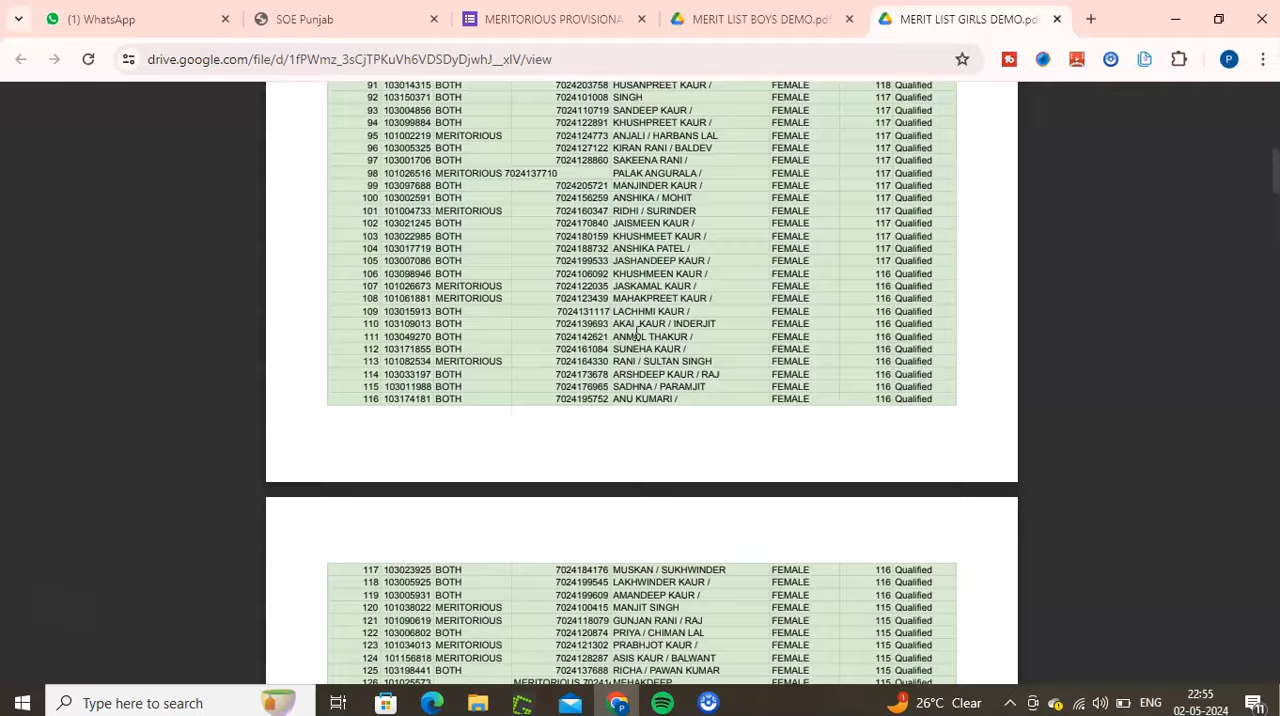 (1) WhatsApp
SOE Punjab
MERITORIOUS PROVISIONA
MERIT LIST BOYS DEMO.pdf
MERIT LIST GIRLS DEMO.pdf
drive.google.com/file/d/1fPWmz_3sCjTPKuVh6VDSDyDjwhJ__xIV/view
91 103014315 BOTH 7024203758 HUSANPREET KAUR / FEMALE 118 Qualified
92 103150371 BOTH 7024101008 SINGH FEMALE 117 Qualified
93 103004856 BOTH 7024110719 SANDEEP KAUR / FEMALE 117 Qualified
94 103099884 BOTH 7024122891 KHUSHPREET KAUR / FEMALE 117 Qualified
95 101002219 MERITORIOUS 7024124773 ANJALI / HARBANS LAL FEMALE 117 Qualified
96 103005325 BOTH 7024127122 KIRAN RANI / BALDEV FEMALE 117 Qualified
97 103001706 BOTH 7024128860 SAKEENA RANI / FEMALE 117 Qualified
98 101026516 MERITORIOUS 7024137710 PALAK ANGURALA / FEMALE 117 Qualified
99 103097688 BOTH 7024205721 MANJINDER KAUR / FEMALE 117 Qualified
100 103002591 BOTH 7024156259 ANSHIKA / MOHIT FEMALE 117 Qualified
101 101004733 MERITORIOUS 7024160347 RIDHI / SURINDER FEMALE 117 Qualified
102 103021245 BOTH 7024170840 JAISMEEN KAUR / FEMALE 117 Qualified
103 103022985 BOTH 7024180159 KHUSHMEET KAUR / FEMALE 117 Qualified
104 103017719 BOTH 7024188732 ANSHIKA PATEL / FEMALE 117 Qualified
105 103007086 BOTH 7024199533 JASHANDEEP KAUR / FEMALE 117 Qualified
106 103098946 BOTH 7024106092 KHUSHMEEN KAUR / FEMALE 116 Qualified
107 101026673 MERITORIOUS 7024122035 JASKAMAL KAUR / FEMALE 116 Qualified
108 101061881 MERITORIOUS 7024123439 MAHAKPREET KAUR / FEMALE 116 Qualified
109 103015913 BOTH 7024131117 LACHHMI KAUR / FEMALE 116 Qualified
110 103109013 BOTH 7024139693 AKAL KAUR / INDERJIT FEMALE 116 Qualified
111 103049270 BOTH 7024142621 ANMOL THAKUR / FEMALE 116 Qualified
112 103171855 BOTH 7024161084 SUNEHA KAUR / FEMALE 116 Qualified
113 101082534 MERITORIOUS 7024164330 RANI / SULTAN SINGH FEMALE 116 Qualified
114 103033197 BOTH 7024173678 ARSHDEEP KAUR / RAJ FEMALE 116 Qualified
115 103011988 BOTH 7024176965 SADHNA / PARAMJIT FEMALE 116 Qualified
116 103174181 BOTH 7024195752 ANU KUMARI / FEMALE 116 Qualified
117 103023925 BOTH 7024184176 MUSKAN / SUKHWINDER FEMALE 116 Qualified
118 103005925 BOTH 7024199545 LAKHWINDER KAUR / FEMALE 116 Qualified
119 103005931 BOTH 7024199609 AMANDEEP KAUR / FEMALE 116 Qualified
120 101038022 MERITORIOUS 7024100415 MANJIT SINGH FEMALE 115 Qualified
121 101090619 MERITORIOUS 7024118079 GUNJAN RANI / RAJ FEMALE 115 Qualified
122 103006802 BOTH 7024120874 PRIYA / CHIMAN LAL FEMALE 115 Qualified
123 101034013 MERITORIOUS 7024121302 PRABHJOT KAUR / FEMALE 115 Qualified
124 101156818 MERITORIOUS 7024128287 ASIS KAUR / BALWANT FEMALE 115 Qualified
125 103198441 BOTH 7024137688 RICHA / PAWAN KUMAR FEMALE 115 Qualified
126 101025573 MERITORIOUS 7024 MEHAKDEEP FEMALE 115 Qualified
Type here to search
1
26°C Clear
ENG
22:55
02-05-2024
11